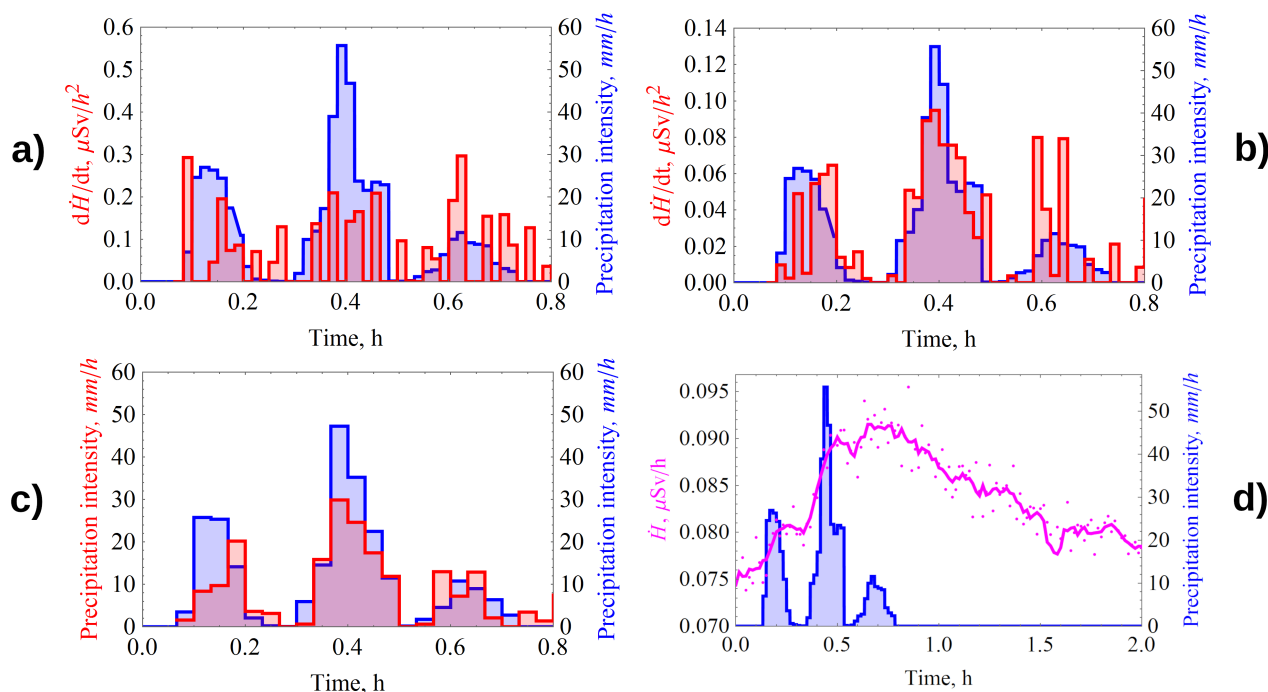 a)
0.6
0.5
0.4
0.3
0.2
0.1
0.0
dḢ/dt, μSv/h²
60
50
40
30
20
10
0
Precipitation intensity, mm/h
0.0 0.2 0.4 0.6 0.8
Time, h
b)
0.14
0.12
0.10
0.08
0.06
0.04
0.02
0.00
dḢ/dt, μSv/h²
60
50
40
30
20
10
0
Precipitation intensity, mm/h
0.0 0.2 0.4 0.6 0.8
Time, h
c)
60
50
40
30
20
10
0
Precipitation intensity, mm/h
60
50
40
30
20
10
0
Precipitation intensity, mm/h
0.0 0.2 0.4 0.6 0.8
Time, h
d)
0.095
0.090
0.085
0.080
0.075
0.070
Ḣ, μSv/h
50
40
30
20
10
0
Precipitation intensity, mm/h
0.0 0.5 1.0 1.5 2.0
Time, h